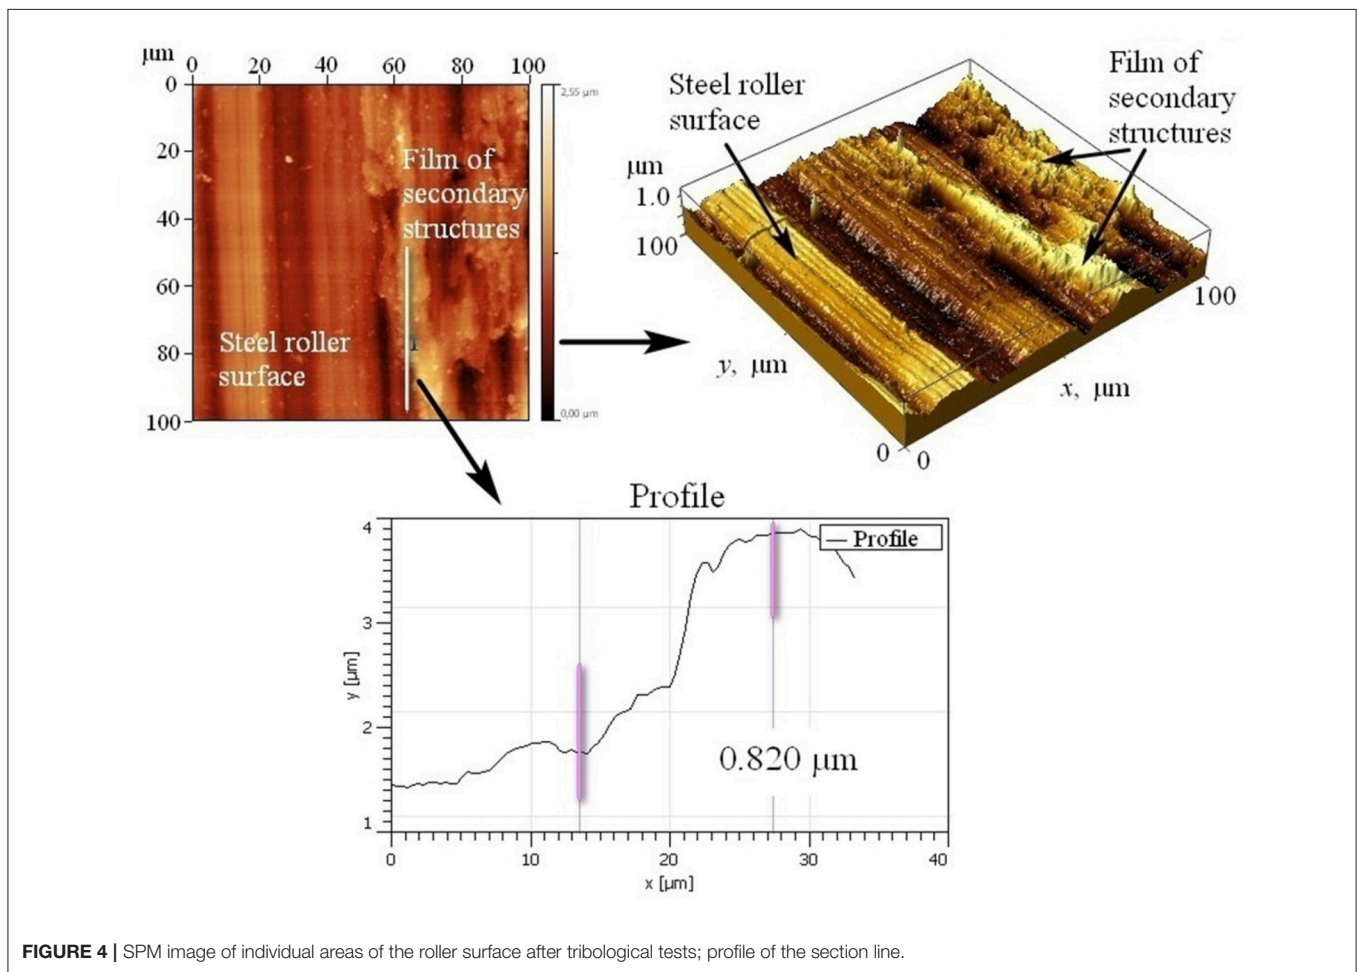 µm 0 20 40 60 80 100
0
20
40
60
80
100
2,55 µm
0,00 µm
Film of
secondary
structures
Steel roller
surface
1
Steel roller
surface
Film of
secondary
structures
µm
1.0
100
y, µm
x, µm
100
0
0
Profile
Profile
4
3
2
1
y [µm]
0.820 µm
0 10 20 30 40
x [µm]
FIGURE 4 | SPM image of individual areas of the roller surface after tribological tests; profile of the section line.